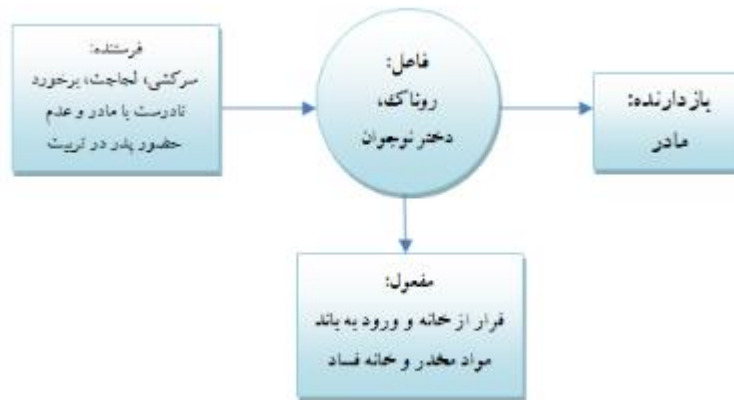 فرستنده:
سرکشی، لجاجت، برخورد
نادرست با مادر و عدم
حضور پدر در تربیت
فاعل:
روناک،
دختر نوجوان
بازدارنده:
مادر
مفعول:
فرار از خانه و ورود به باند
مواد مخدر و خانه فساد